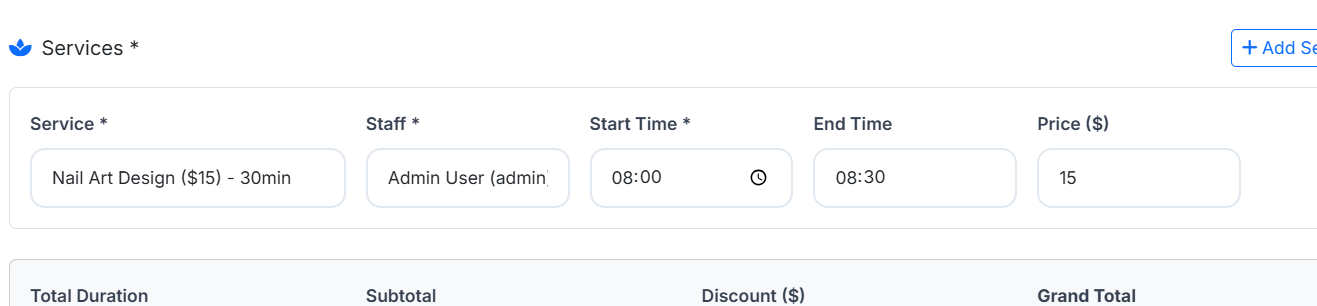 Services *
+ Add Se
Service *
Staff *
Start Time *
End Time
Price ($)
Nail Art Design ($15) - 30min
Admin User (admin
08:00
08:30
15
Total Duration
Subtotal
Discount ($)
Grand Total